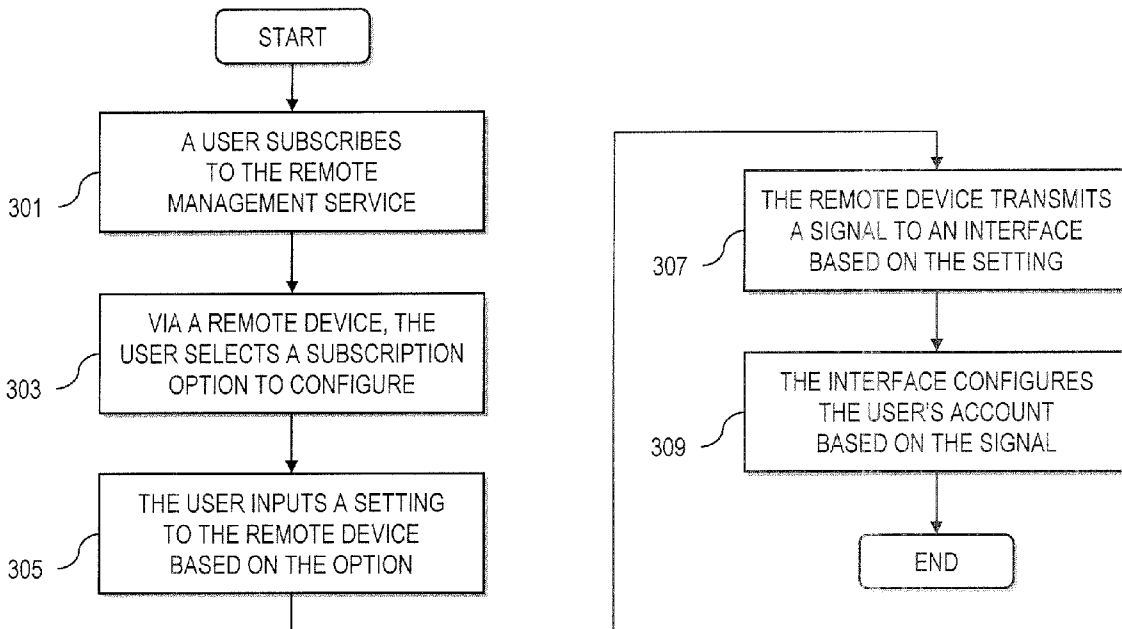 START
A USER SUBSCRIBES
TO THE REMOTE
MANAGEMENT SERVICE
301
VIA A REMOTE DEVICE, THE
USER SELECTS A SUBSCRIPTION
OPTION TO CONFIGURE
303
THE USER INPUTS A SETTING
TO THE REMOTE DEVICE
BASED ON THE OPTION
305
THE REMOTE DEVICE TRANSMITS
A SIGNAL TO AN INTERFACE
BASED ON THE SETTING
307
THE INTERFACE CONFIGURES
THE USER'S ACCOUNT
BASED ON THE SIGNAL
309
END